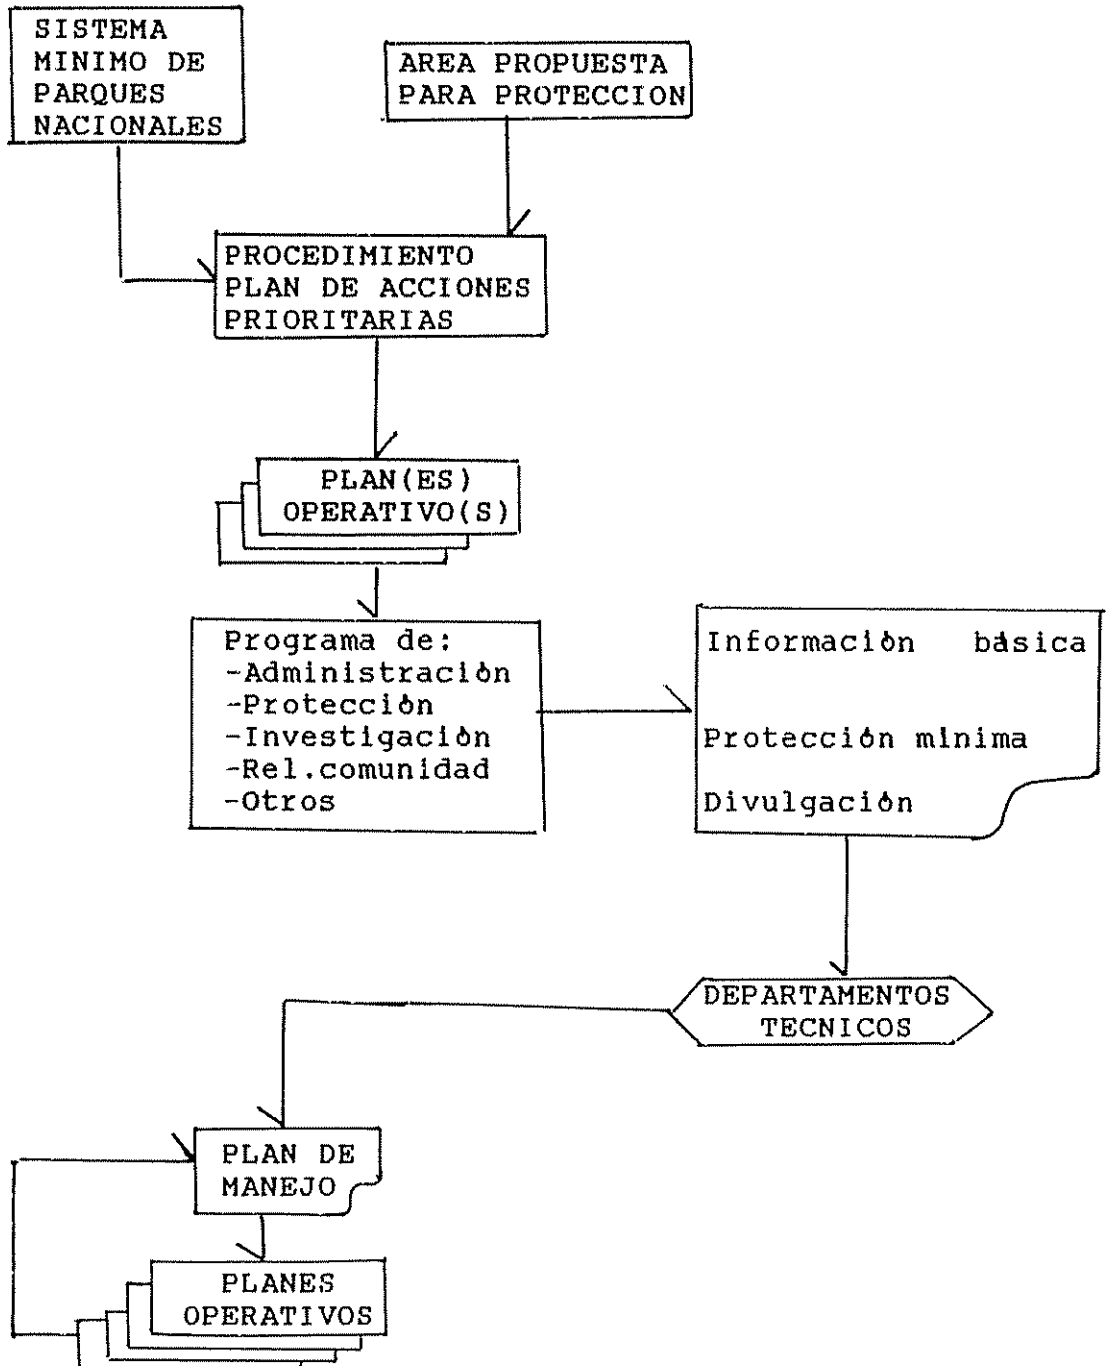 SISTEMA
MINIMO DE
PARQUES
NACIONALES
AREA PROPUESTA
PARA PROTECCION
PROCEDIMIENTO
PLAN DE ACCIONES
PRIORITARIAS
PLAN(ES)
OPERATIVO(S)
Programa de:
-Administración
-Protección
-Investigación
-Rel.comunidad
-Otros
Información básica
Protección mínima
Divulgación
DEPARTAMENTOS
TECNICOS
PLAN DE
MANEJO
PLANES
OPERATIVOS